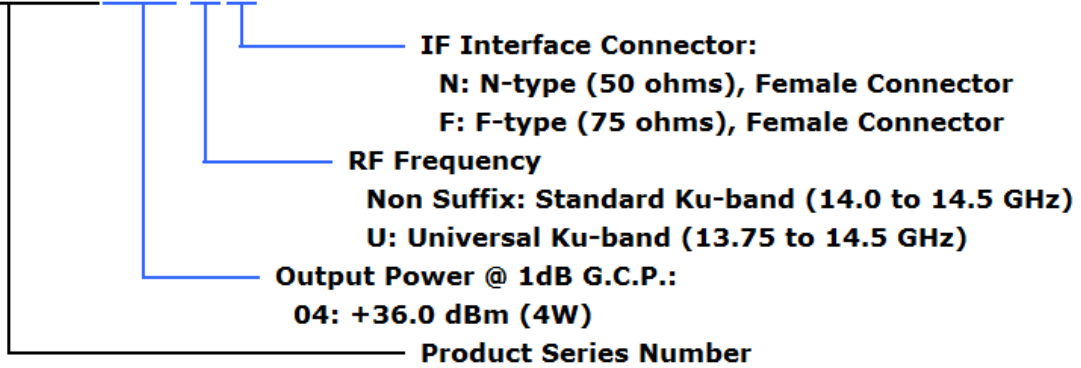 IF Interface Connector:
N: N-type (50 ohms), Female Connector
F: F-type (75 ohms), Female Connector
RF Frequency
Non Suffix: Standard Ku-band (14.0 to 14.5 GHz)
U: Universal Ku-band (13.75 to 14.5 GHz)
Output Power @ 1dB G.C.P.:
04: +36.0 dBm (4W)
Product Series Number